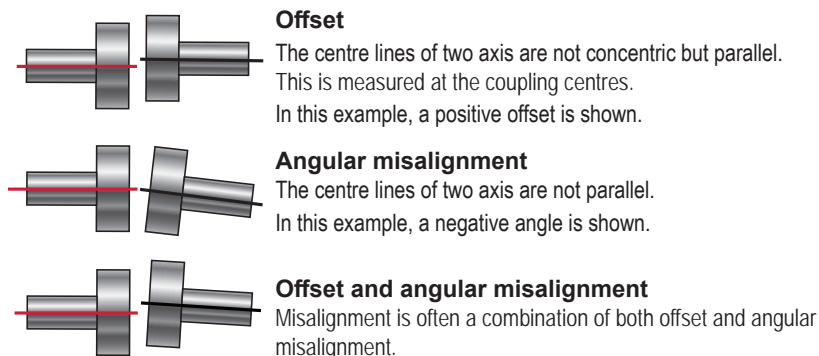 Offset
The centre lines of two axis are not concentric but parallel.
This is measured at the coupling centres.
In this example, a positive offset is shown.
Angular misalignment
The centre lines of two axis are not parallel.
In this example, a negative angle is shown.
Offset and angular misalignment
Misalignment is often a combination of both offset and angular
misalignment.